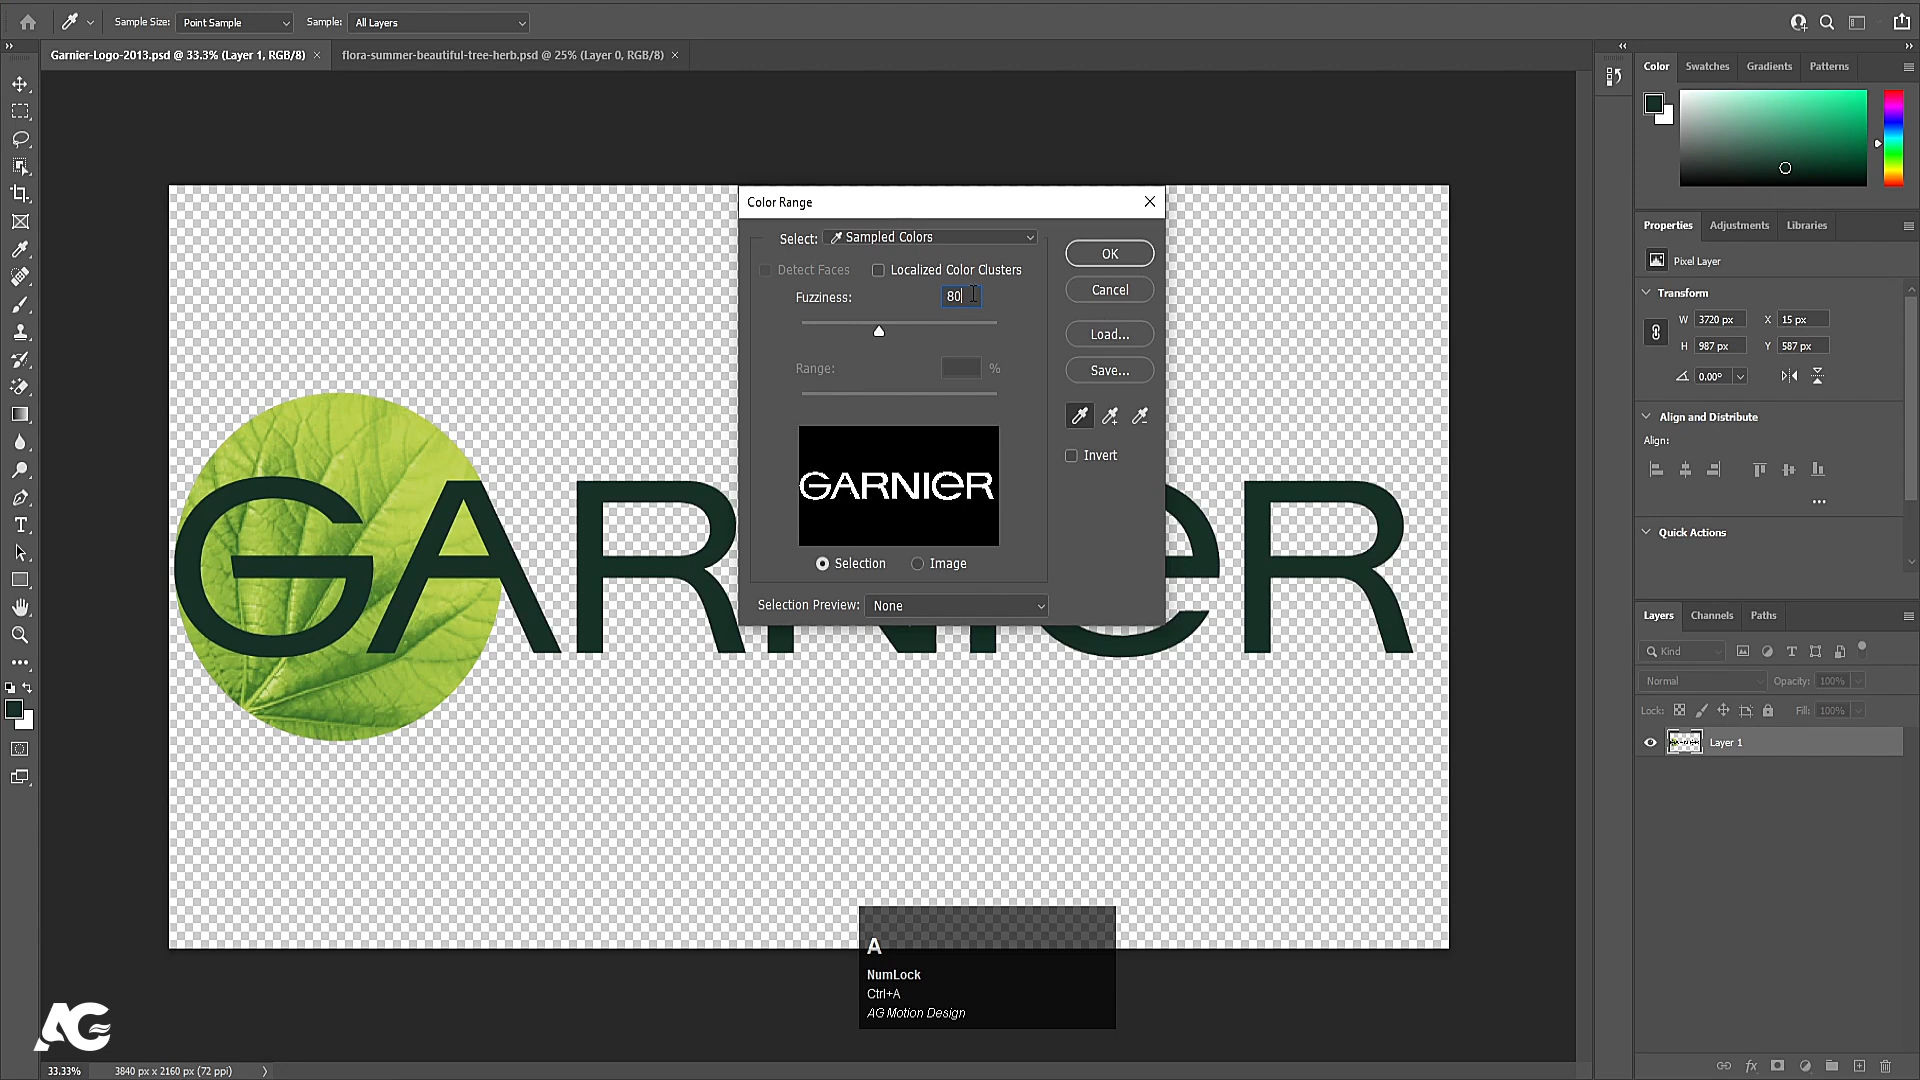 Sample Size: Point Sample Sample: All Layers
Garnier-Logo-2013.psd @ 33.3% (Layer 1, RGB/8) × flora-summer-beautiful-tree-herb.psd @ 25% (Layer 0, RGB/8) ×
Color Swatches Gradients Patterns
Color Range
Select: Sampled Colors
Detect Faces Localized Color Clusters
Fuzziness: 80
Range: %
GARNIER
Selection Image
Selection Preview: None
OK
Cancel
Load...
Save...
Invert
GARNIER
Properties Adjustments Libraries
Pixel Layer
Transform
W 3720 px X 15 px
H 987 px Y 587 px
0.00°
Align and Distribute
Align:
Quick Actions
Layers Channels Paths
Kind
Normal Opacity: 100%
Lock: Fill: 100%
Layer 1
A
NumLock
Ctrl+A
AG Motion Design
AG
33.33% 3840 px x 2160 px (72 ppi)